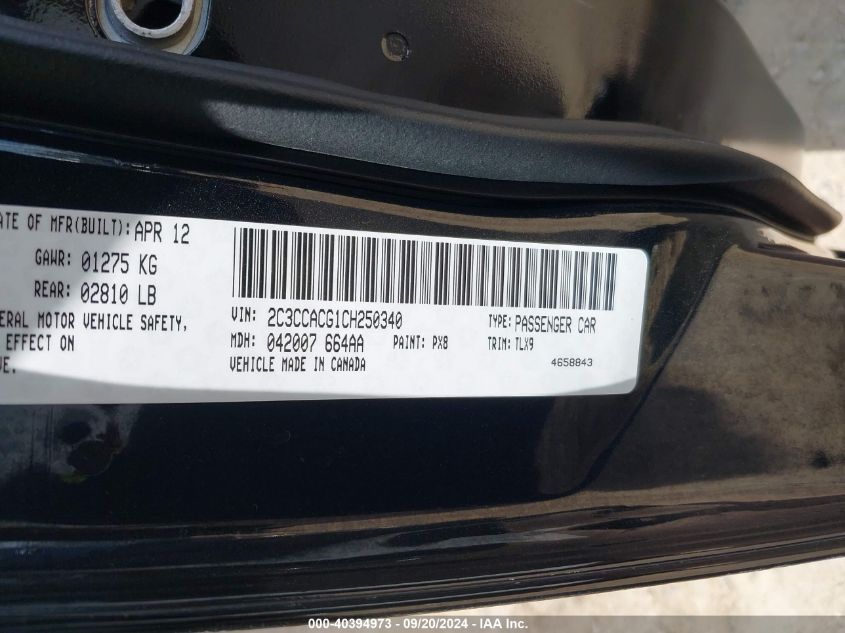 ATE OF MFR(BUILT): APR 12
GAWR: 01275 KG
REAR: 02810 LB
ERAL MOTOR VEHICLE SAFETY,
EFFECT ON
VE.
VIN: 2C3CCACG1CH250340
TYPE: PASSENGER CAR
MDH: 042007 664AA
PAINT: PX8
TRIM: TLX9
VEHICLE MADE IN CANADA
4658843
000-40394973 - 09/20/2024 - IAA Inc.